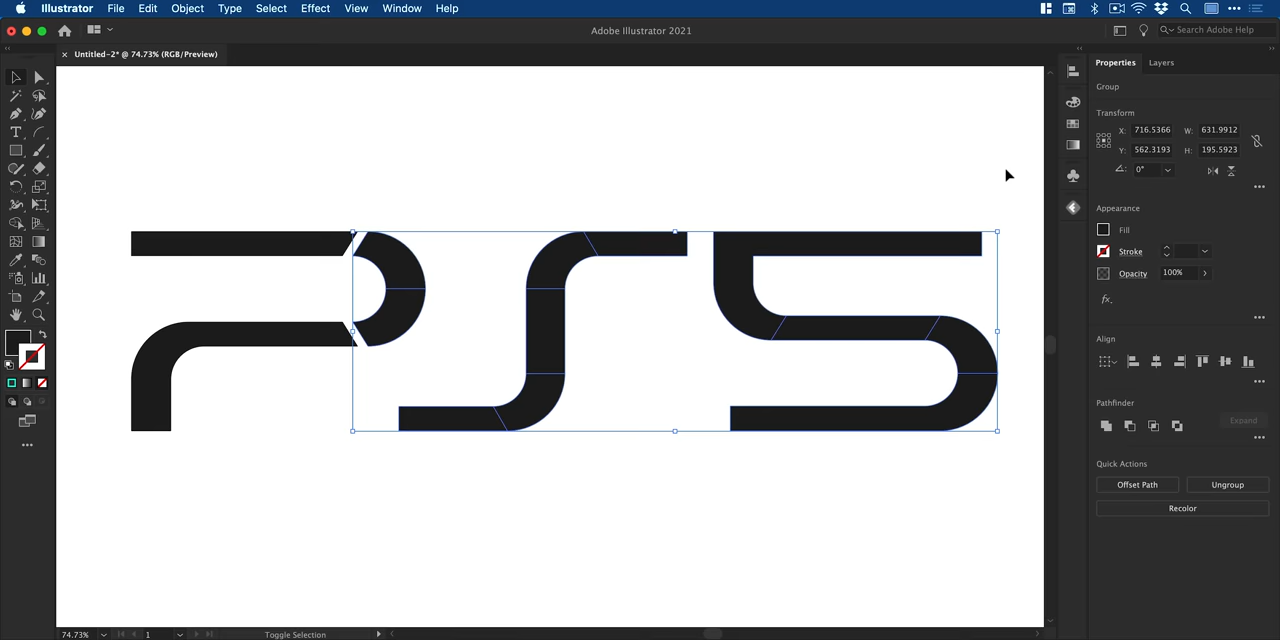 Illustrator File Edit Object Type Select Effect View Window Help
Adobe Illustrator 2021
Search Adobe Help
× Untitled-2* @ 74.73% (RGB/Preview)
Properties Layers
Group
Transform
X: 716.5366 W: 631.9912
Y: 562.3193 H: 195.5923
0°
Appearance
Fill
Stroke
Opacity 100%
fx.
Align
Pathfinder
Expand
Quick Actions
Offset Path Ungroup
Recolor
PS5
74.73% 1 Toggle Selection